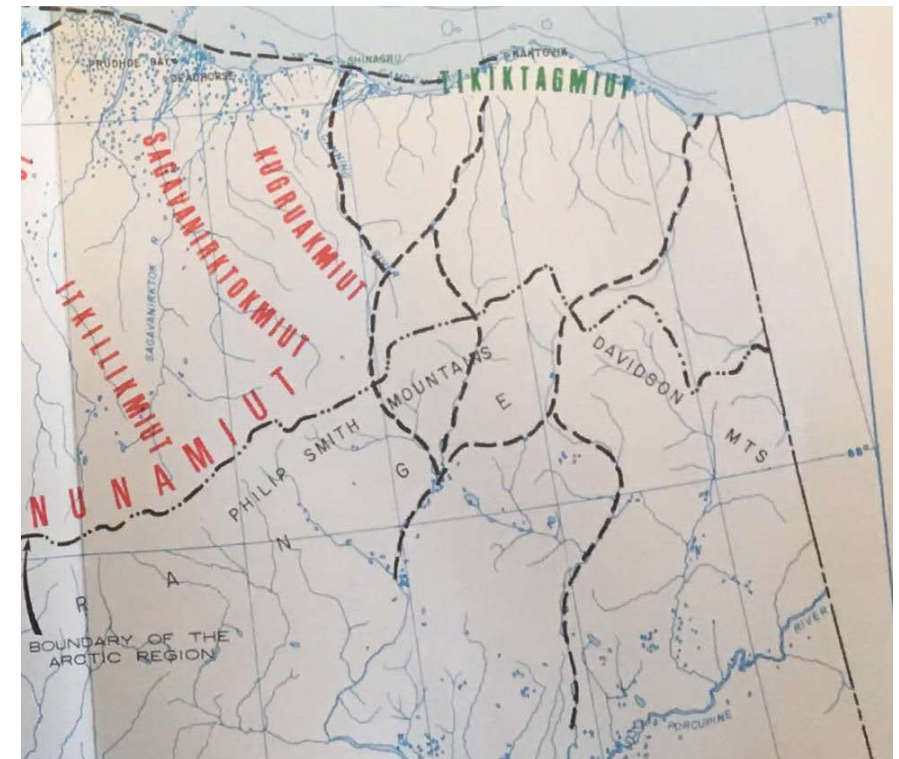 70°
PRUDHOE BAY
DEADHORSE
SHINAGRU
KAKTOVIK
TIKIKTAGMIUT
SAGAVANIRKTOKMIUT
KUGRUAKMIUT
ITKILLIKMIUT
SAGAVANIRKTOK R
NUNAMIUT
PHILIP SMITH MOUNTAINS
DAVIDSON MTS.
R A N G E
68°
BOUNDARY OF THE
ARCTIC REGION
PORCUPINE RIVER